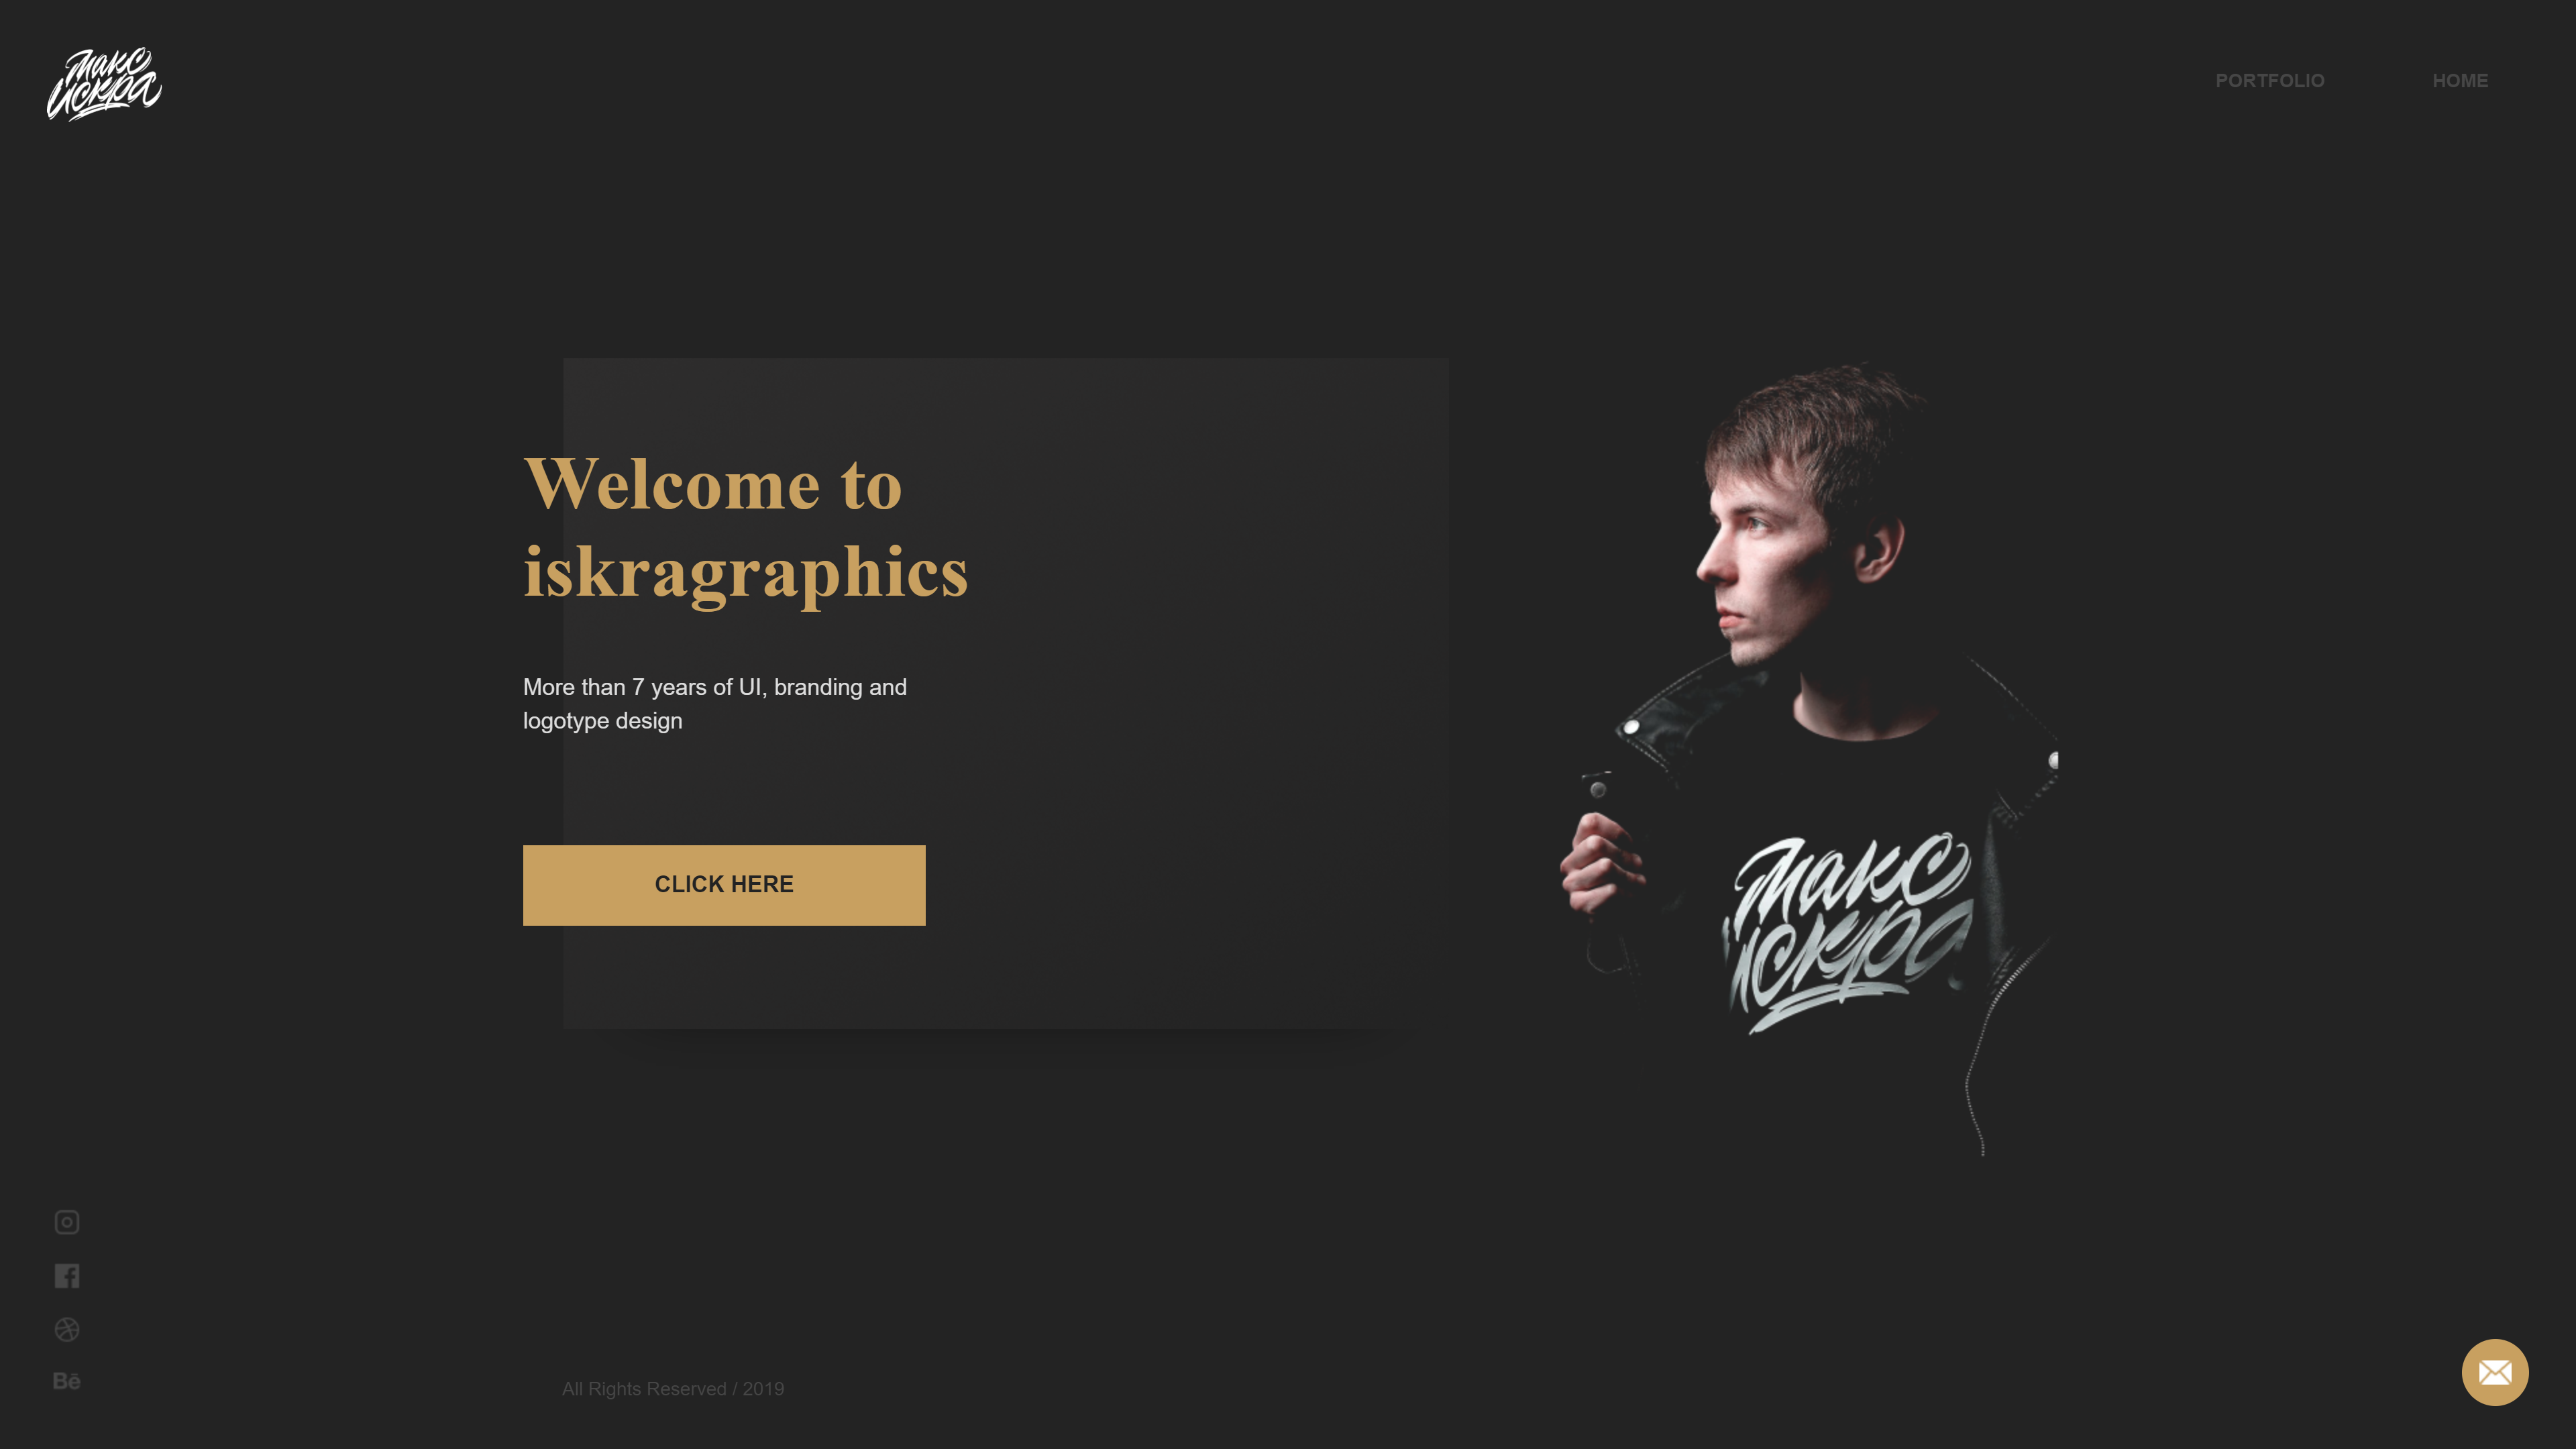 Макс
Искра
PORTFOLIO
HOME
Welcome to
iskragraphics
More than 7 years of UI, branding and
logotype design
CLICK HERE
Макс
Искра
Bē
All Rights Reserved / 2019